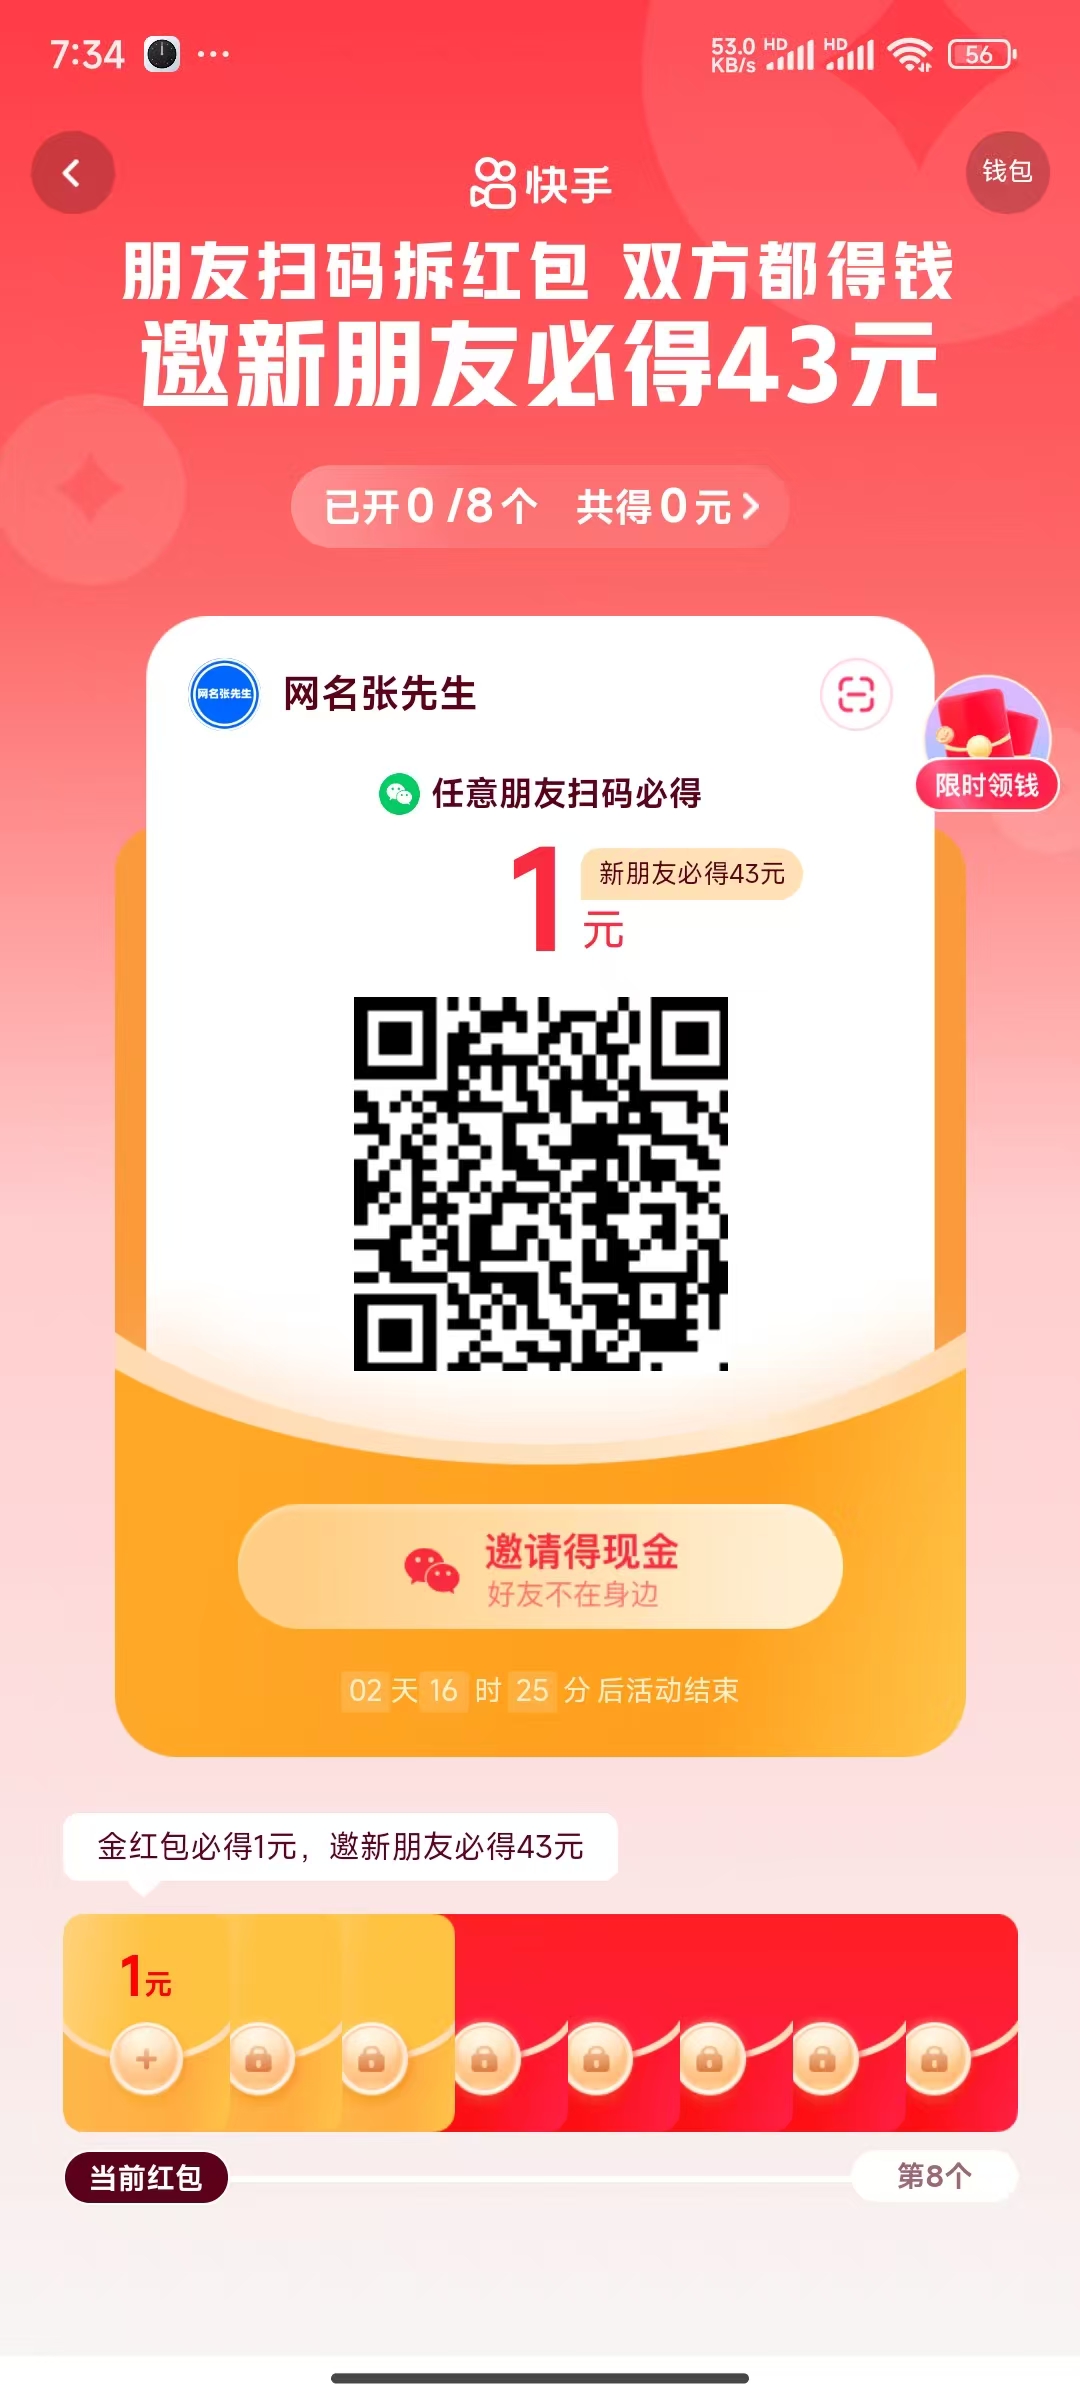 7:34 ...
53.0 KB/s HD HD 56
快手
钱包
朋友扫码拆红包 双方都得钱
邀新朋友必得43元
已开0/8个 共得0元>
网名张先生
网名张先生
限时领钱
任意朋友扫码必得
1元
新朋友必得43元
邀请得现金
好友不在身边
02天16时25分后活动结束
金红包必得1元，邀新朋友必得43元
1元
当前红包
第8个